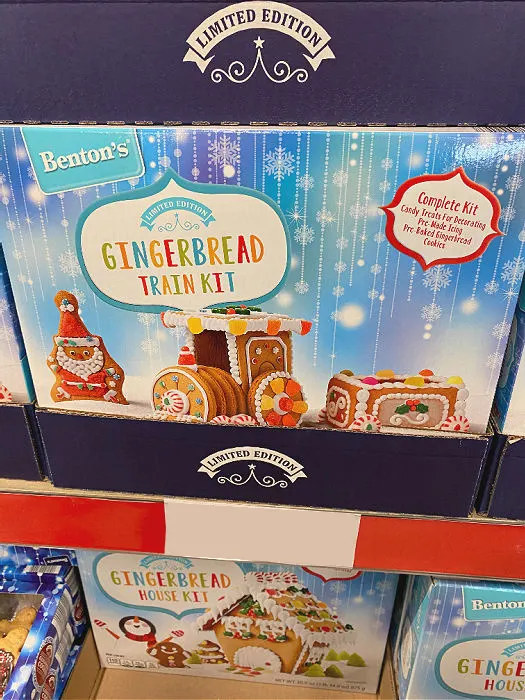 LIMITED EDITION
Benton's®
LIMITED EDITION
GINGERBREAD
TRAIN KIT
Complete Kit
Candy Treats For Decorating
Pre-Made Icing
Pre-Baked Gingerbread
Cookies
LIMITED EDITION
GINGERBREAD
HOUSE KIT
Benton's
GINGE
HOUS